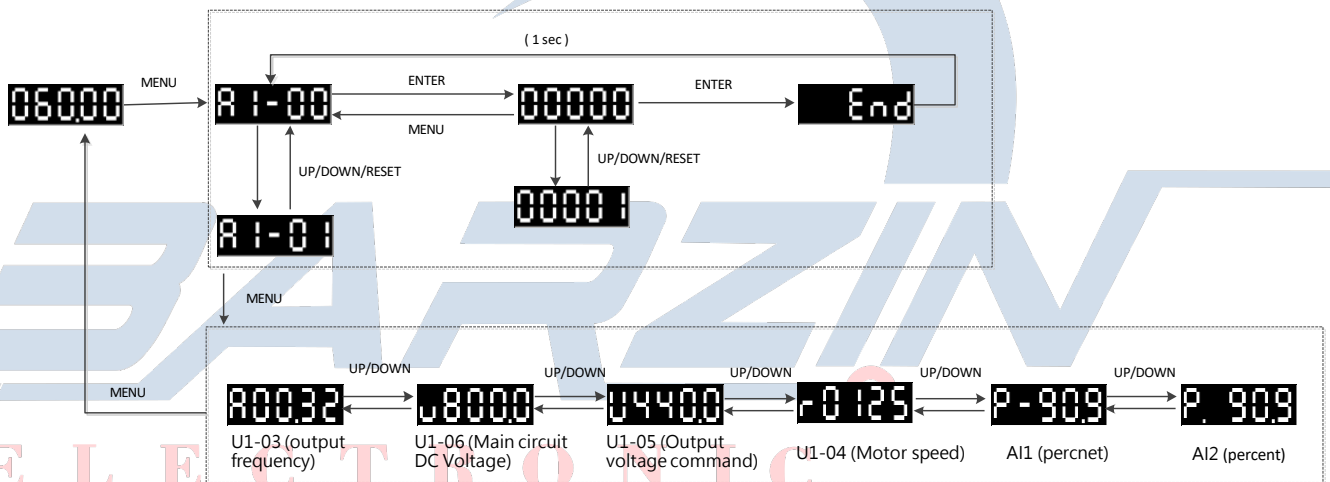 ( 1 sec )
060.00
MENU
A1-00
ENTER
MENU
00000
ENTER
End
UP/DOWN/RESET
UP/DOWN/RESET
A1-01
00001
MENU
BARZIN
MENU
UP/DOWN
UP/DOWN
UP/DOWN
UP/DOWN
UP/DOWN
A00.32
u800.0
U440.0
r0125
P-90.9
P. 90.9
U1-03 (output
frequency)
U1-06 (Main circuit
DC Voltage)
U1-05 (Output
voltage command)
U1-04 (Motor speed)
AI1 (percnet)
AI2 (percent)
ELECTRONIC